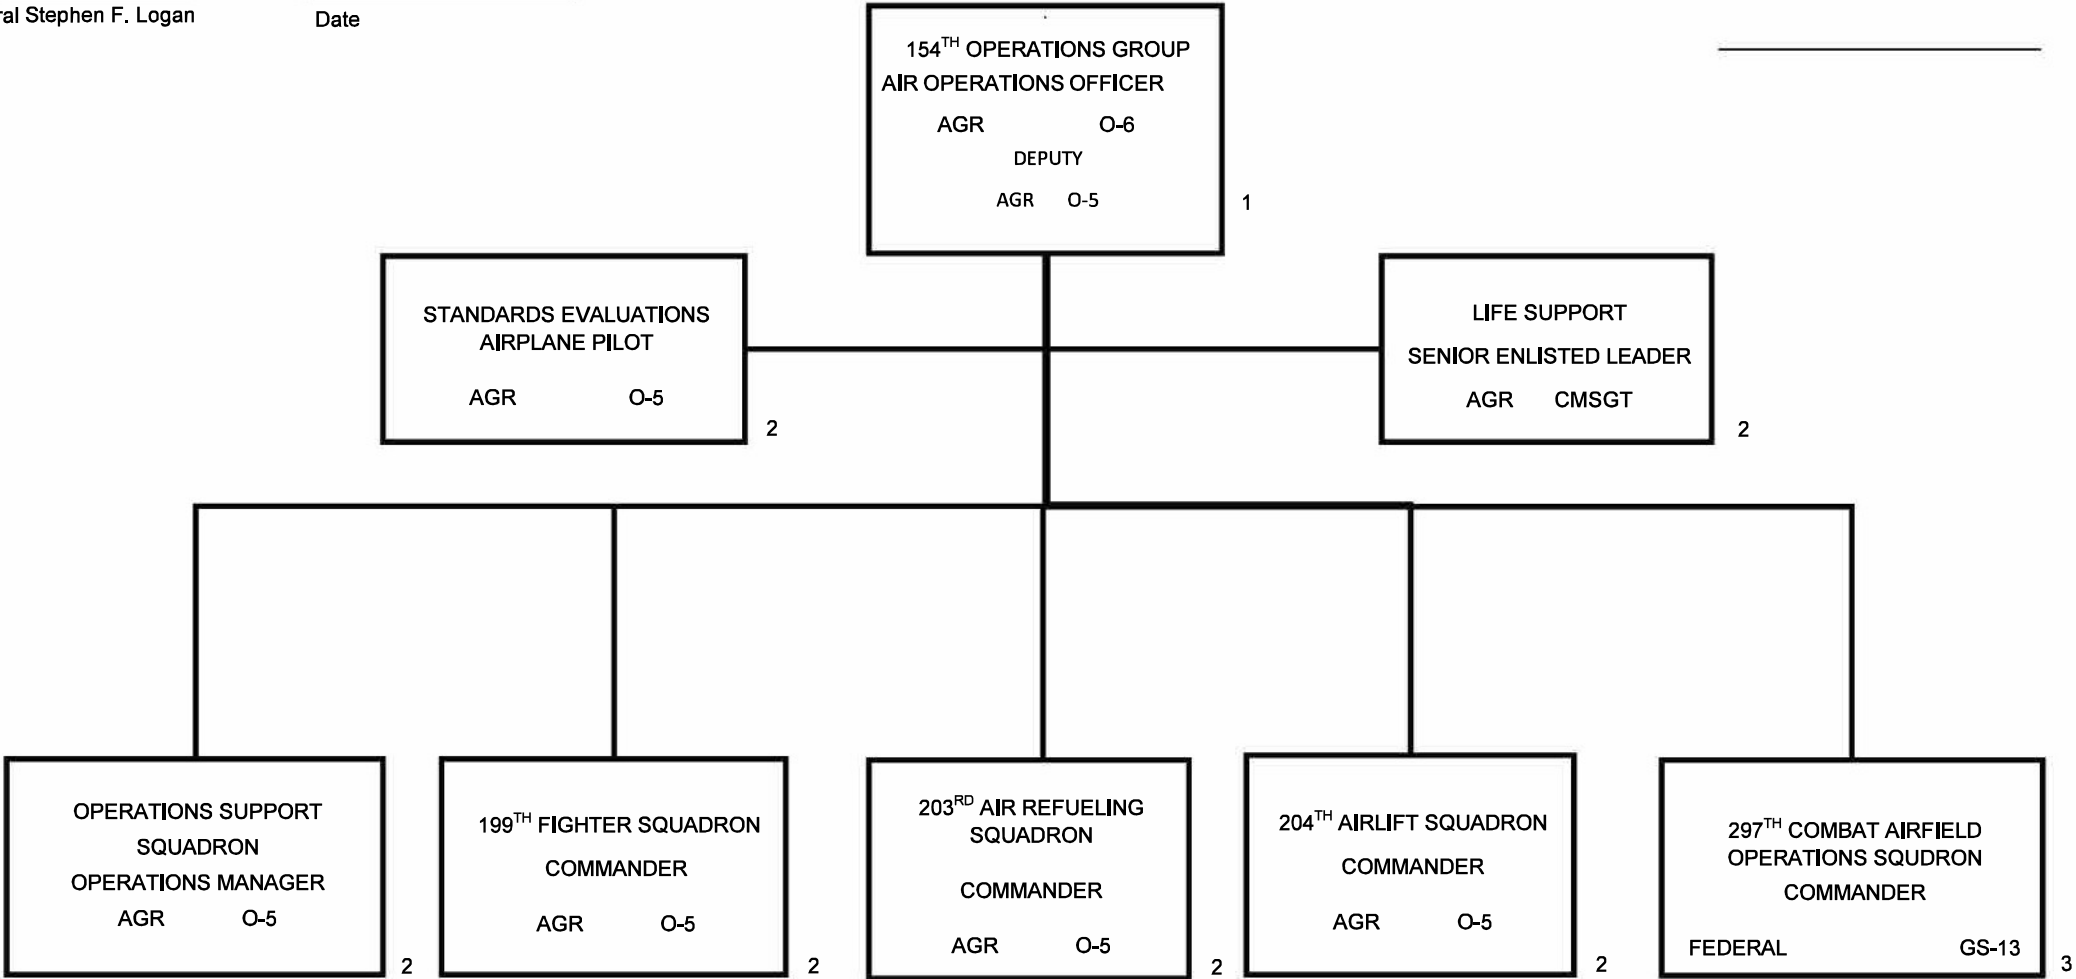 Stephen F. Logan Date
154TH OPERATIONS GROUP
AIR OPERATIONS OFFICER
AGR O-6
DEPUTY
AGR O-5
1
STANDARDS EVALUATIONS
AIRPLANE PILOT
AGR O-5
2
LIFE SUPPORT
SENIOR ENLISTED LEADER
AGR CMSGT
2
OPERATIONS SUPPORT
SQUADRON
OPERATIONS MANAGER
AGR O-5
2
199TH FIGHTER SQUADRON
COMMANDER
AGR O-5
2
203RD AIR REFUELING
SQUADRON
COMMANDER
AGR O-5
2
204TH AIRLIFT SQUADRON
COMMANDER
AGR O-5
2
297TH COMBAT AIRFIELD
OPERATIONS SQUDRON
COMMANDER
FEDERAL GS-13
3